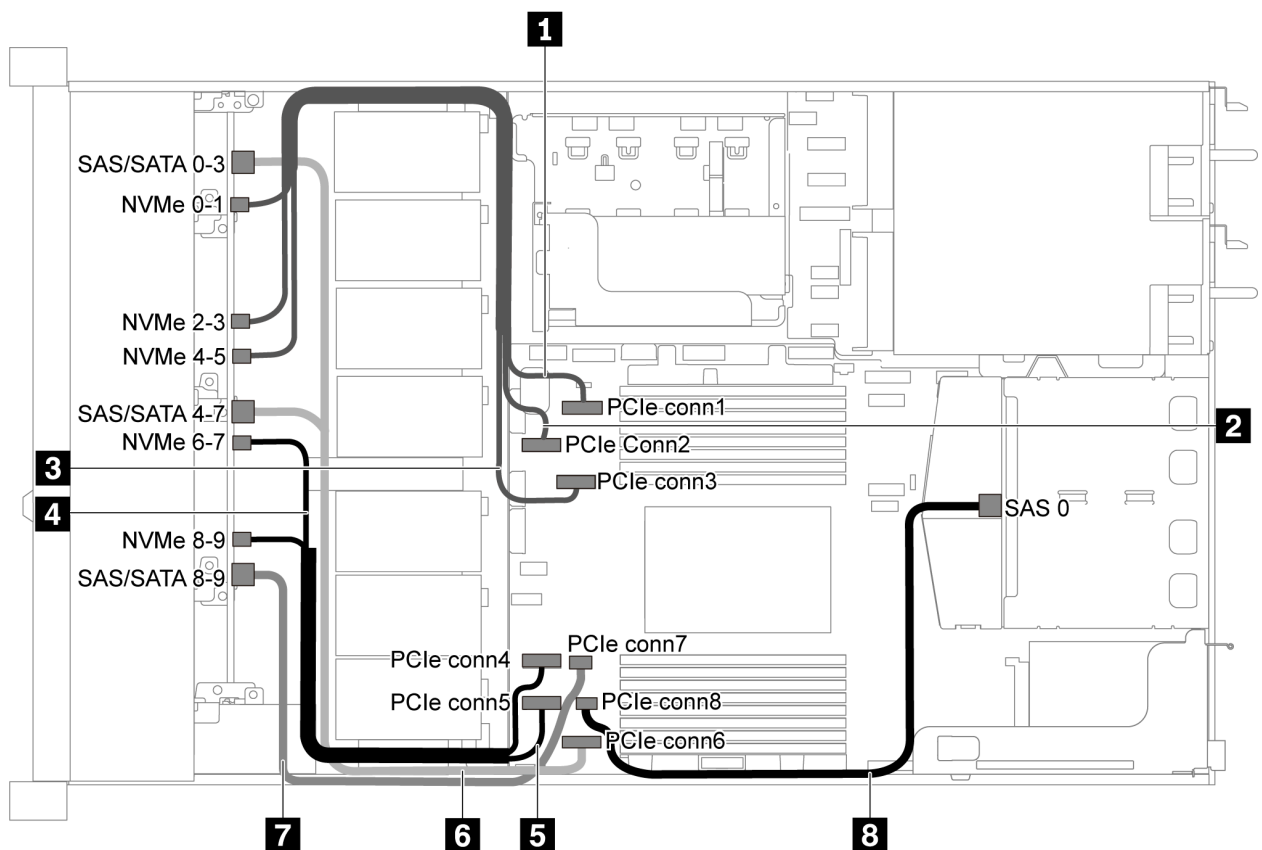 1
SAS/SATA 0-3
NVMe 0-1
NVMe 2-3
NVMe 4-5
PCIe conn1
SAS/SATA 4-7
2
NVMe 6-7
PCIe Conn2
3
PCIe conn3
4
SAS 0
NVMe 8-9
SAS/SATA 8-9
PCIe conn7
PCIe conn4
PCIe conn5
PCIe conn8
PCIe conn6
7
6
5
8